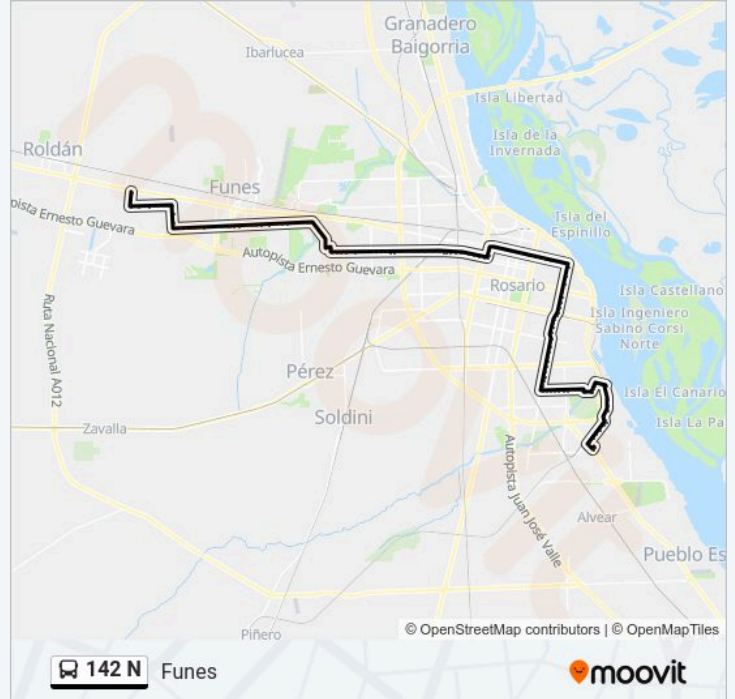 Granadero
Baigorria
Ibarlucea
Isla Libertad
Isla de la
Invernada
Roldán
Funes
pista Ernesto Guevara
Isla del
Espinillo
Autopista Ernesto Guevara
Rosario
Isla Castellano
Isla Ingeniero
Sabino Corsi
Norte
Ruta Nacional A012
Pérez
Isla El Canario
Soldini
Isla La Pa
Zavalla
Autopista Juan José Valle
Alvear
Pueblo Es
Piñero
© OpenStreetMap contributors | © OpenMapTiles
142 N Funes
moovit